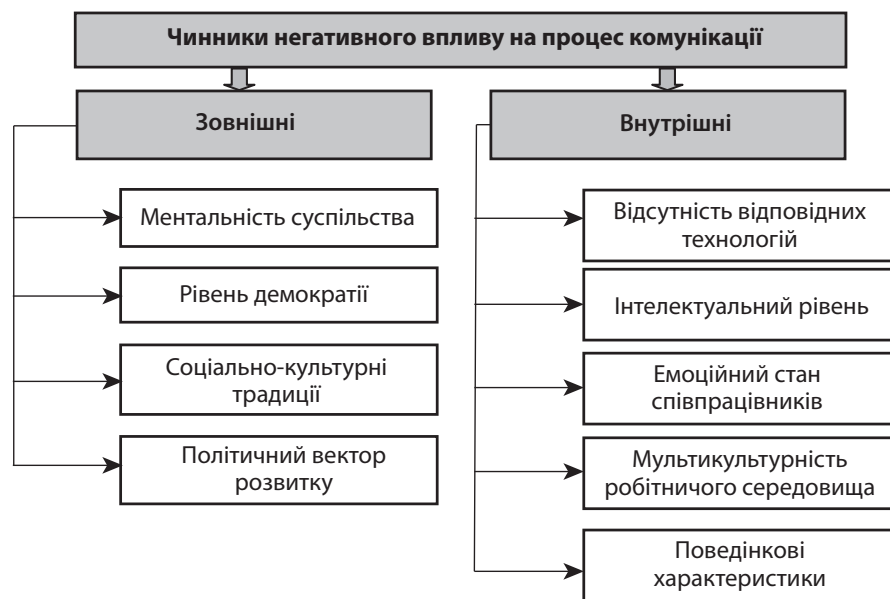 Чинники негативного впливу на процес комунікації
Зовнішні
Ментальність суспільства
Рівень демократії
Соціально-культурні
традиції
Політичний вектор
розвитку
Внутрішні
Відсутність відповідних
технологій
Інтелектуальний рівень
Емоційний стан
співпрацівників
Мультикультурність
робітничого середовища
Поведінкові
характеристики